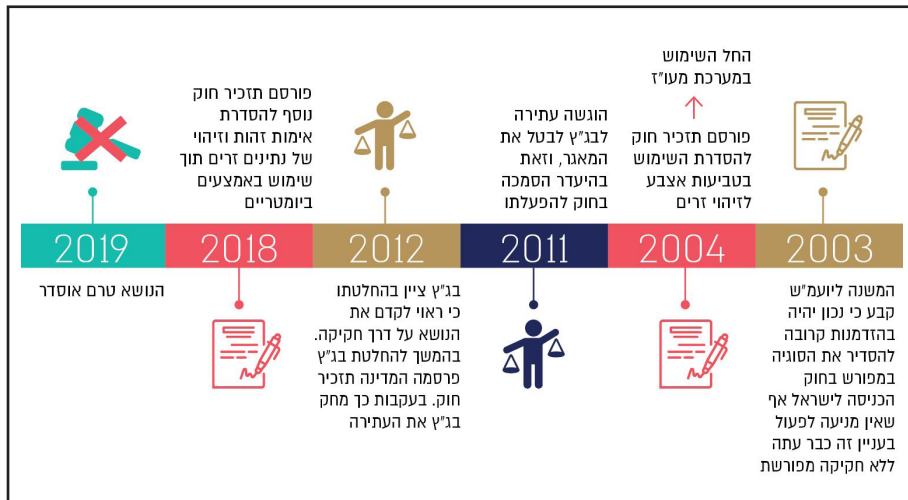 2003
המשנה ליועמ"ש
קבע כי נכון יהיה
בהזדמנות קרובה
להסדיר את הסוגיה
במפורש בחוק
הכניסה לישראל אף
שאין מניעה לפעול
בעניין זה כבר עתה
ללא חקיקה מפורשת
החל השימוש
במערכת מעו"ז
פורסם תזכיר חוק
להסדרת השימוש
בטביעות אצבע
לזיהוי זרים
2004
הוגשה עתירה
לבג"ץ לבטל את
המאגר, וזאת
בהיעדר הסמכה
בחוק להפעלתו
2011
2012
בג"ץ ציין בהחלטתו
כי ראוי לקדם את
הנושא על דרך חקיקה.
בהמשך להחלטת בג"ץ
פרסמה המדינה תזכיר
חוק. בעקבות כך מחק
בג"ץ את העתירה
פורסם תזכיר חוק
נוסף להסדרת
אימות זהות וזיהוי
של נתינים זרים תוך
שימוש באמצעים
ביומטריים
2018
2019
הנושא טרם אוסדר